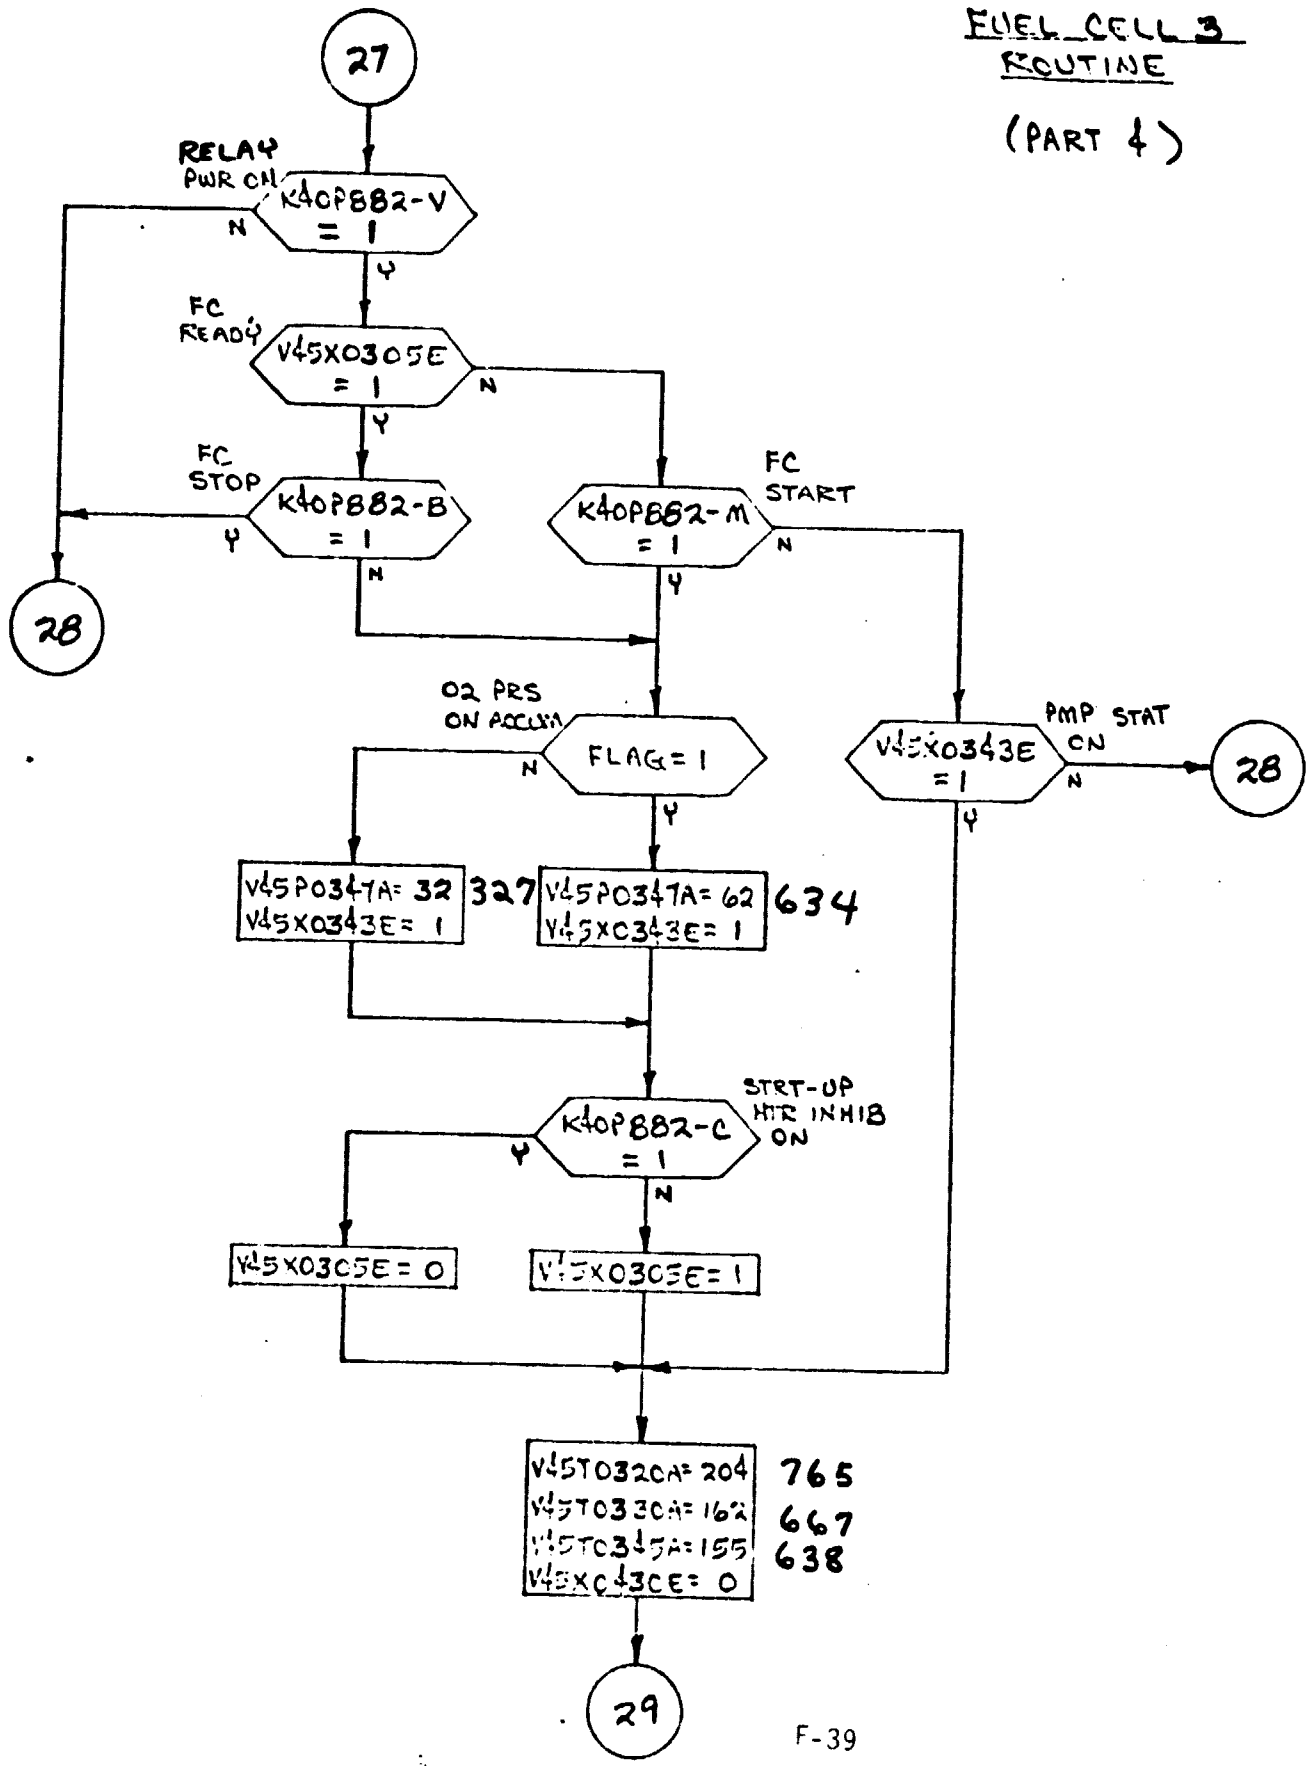 FUEL CELL 3
ROUTINE
(PART 4)
27
RELAY
PWR ON
K40P882-V
= 1
N
Y
FC
READY
V45X0305E
= 1
N
Y
FC
STOP
K40P882-B
= 1
Y
N
FC
START
K40P882-M
= 1
N
Y
28
O2 PRS
ON ACCUM
FLAG = 1
N
Y
PMP STAT
ON
V45X0343E
= 1
N
Y
28
V45P0347A= 32 327
V45X0343E= 1
V45P0347A= 62 634
V45X0343E= 1
STRT-UP
HTR INHIB
ON
K40P882-C
= 1
Y
N
V45X0305E = 0
V45X0305E = 1
V45T0320A= 204 765
V45T0330A= 162 667
V45T0345A= 155 638
V45X0430E= 0
29
F-39